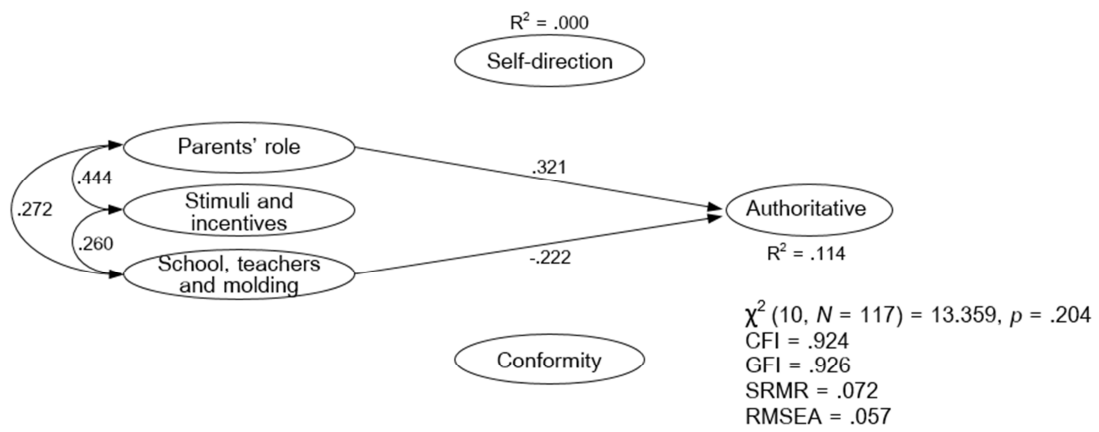 R² = .000
Self-direction
Parents' role
.321
.444
.272
Stimuli and
incentives
Authoritative
.260
R² = .114
School, teachers
and molding
-.222
χ² (10, N = 117) = 13.359, p = .204
CFI = .924
Conformity
GFI = .926
SRMR = .072
RMSEA = .057